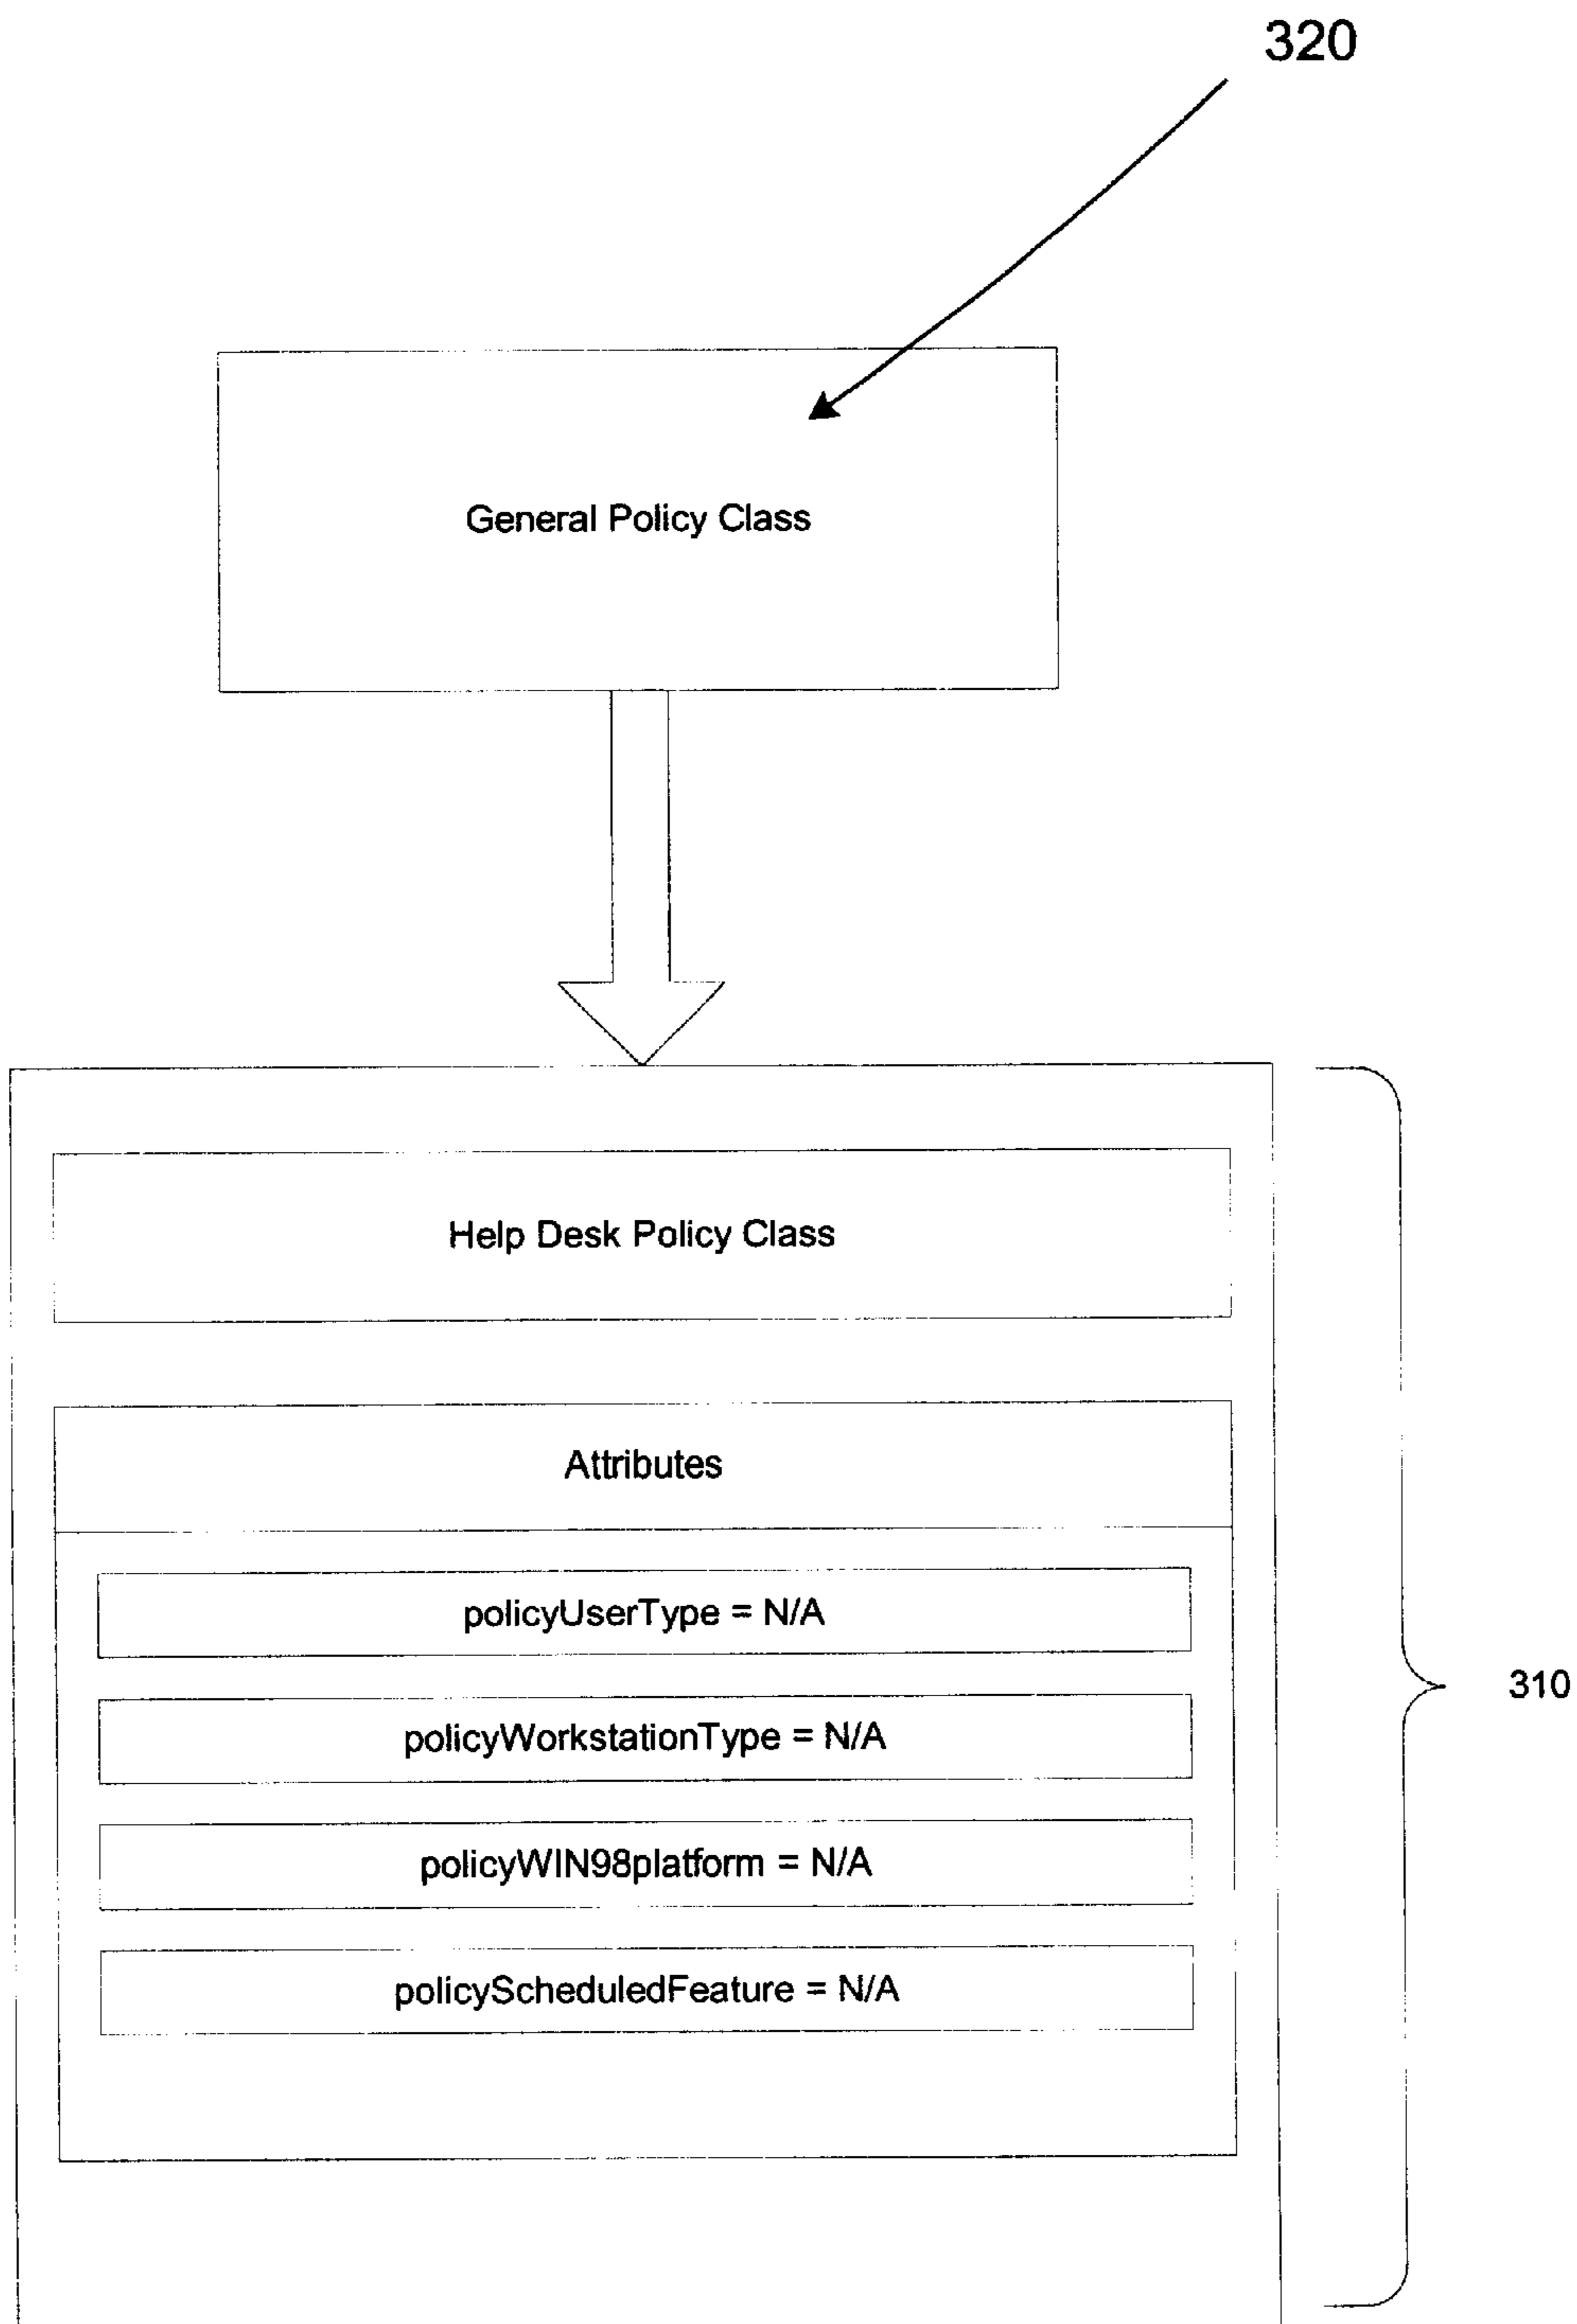 320
General Policy Class
Help Desk Policy Class
Attributes
policyUserType = N/A
policyWorkstationType = N/A
310
policyWIN98platform = N/A
policyScheduledFeature = N/A